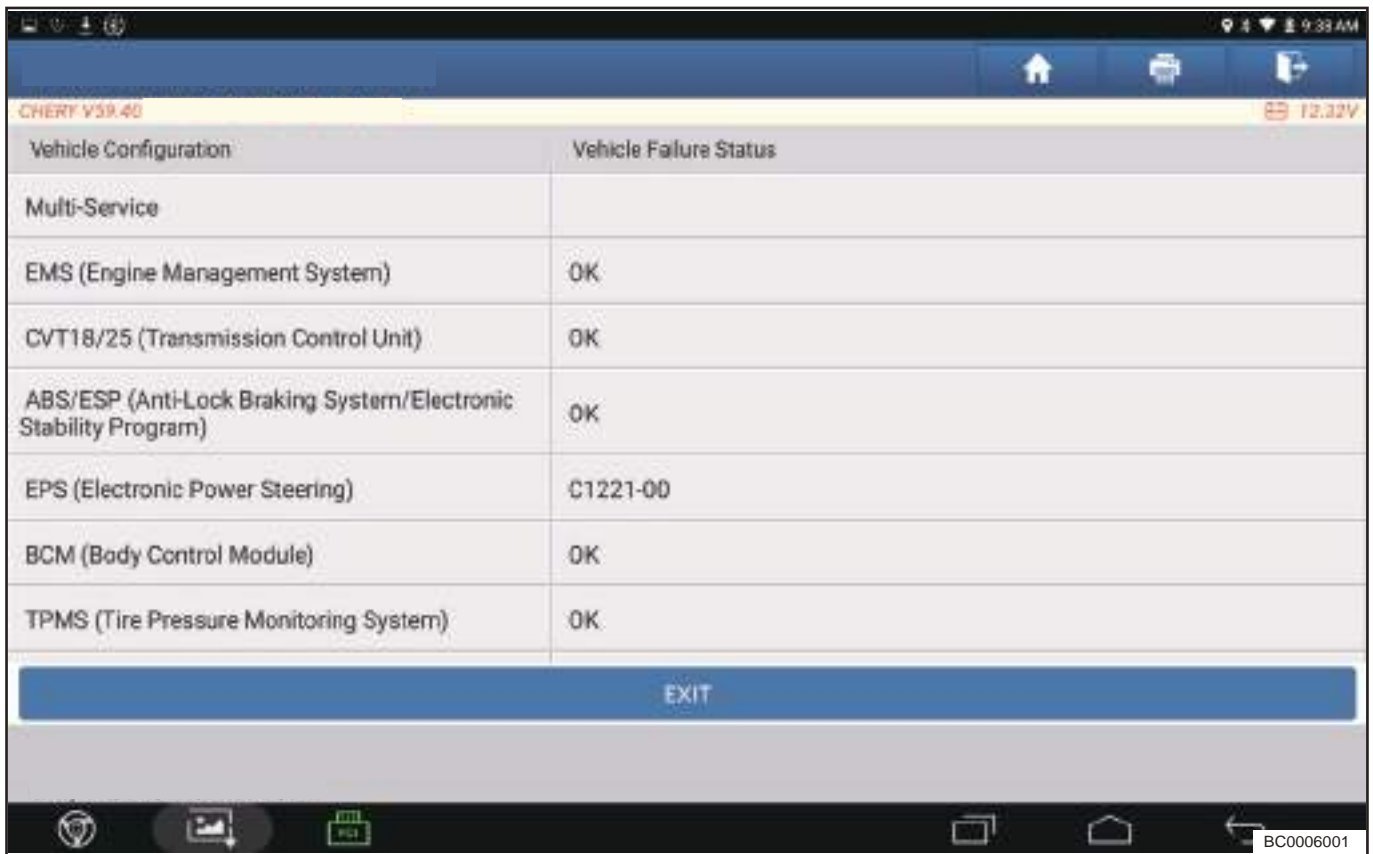 9:33 AM
CHERY V59.40
12.32V
Vehicle Configuration
Vehicle Failure Status
Multi-Service
EMS (Engine Management System)
OK
CVT18/25 (Transmission Control Unit)
OK
ABS/ESP (Anti-Lock Braking System/Electronic
Stability Program)
OK
EPS (Electronic Power Steering)
C1221-00
BCM (Body Control Module)
OK
TPMS (Tire Pressure Monitoring System)
OK
EXIT
BC0006001